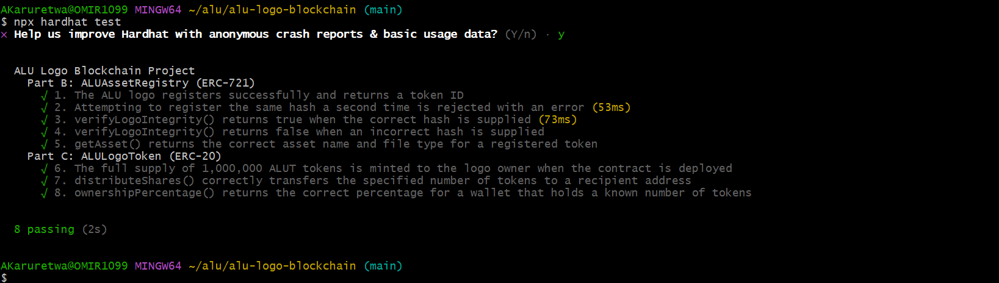 AKaruretwa@OMIR1099 MINGW64 ~/alu/alu-logo-blockchain (main)
$ npx hardhat test
× Help us improve Hardhat with anonymous crash reports & basic usage data? (Y/n) · y
ALU Logo Blockchain Project
Part B: ALUAssetRegistry (ERC-721)
√ 1. The ALU logo registers successfully and returns a token ID
√ 2. Attempting to register the same hash a second time is rejected with an error (53ms)
√ 3. verifyLogoIntegrity() returns true when the correct hash is supplied (73ms)
√ 4. verifyLogoIntegrity() returns false when an incorrect hash is supplied
√ 5. getAsset() returns the correct asset name and file type for a registered token
Part C: ALULogoToken (ERC-20)
√ 6. The full supply of 1,000,000 ALUT tokens is minted to the logo owner when the contract is deployed
√ 7. distributeShares() correctly transfers the specified number of tokens to a recipient address
√ 8. ownershipPercentage() returns the correct percentage for a wallet that holds a known number of tokens
8 passing (2s)
AKaruretwa@OMIR1099 MINGW64 ~/alu/alu-logo-blockchain (main)
$